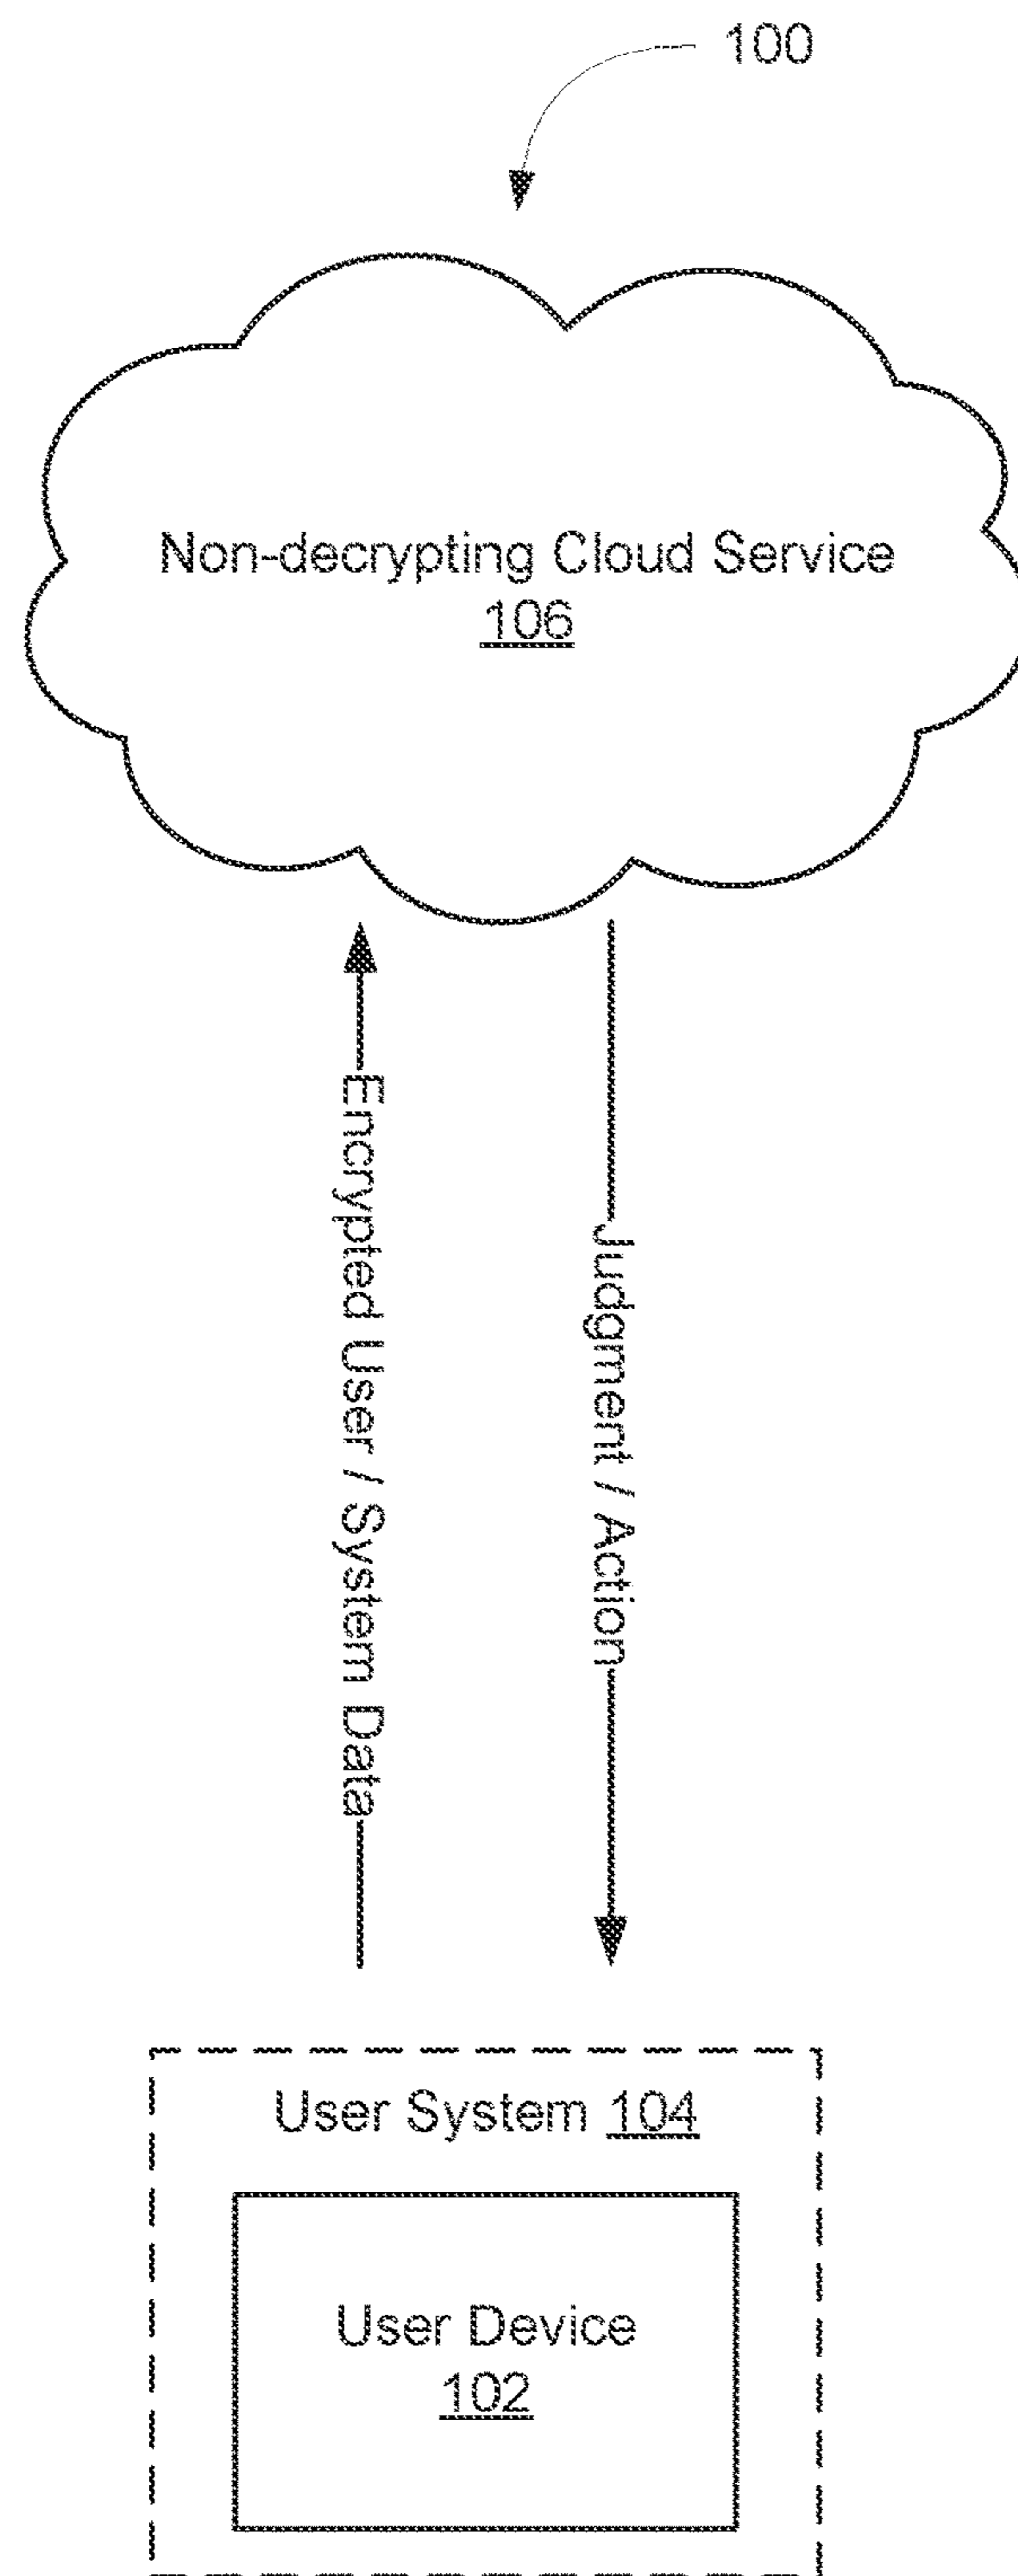 100
Non-decrypting Cloud Service
106
Encrypted User / System Data
Judgment / Action
User System 104
User Device
102